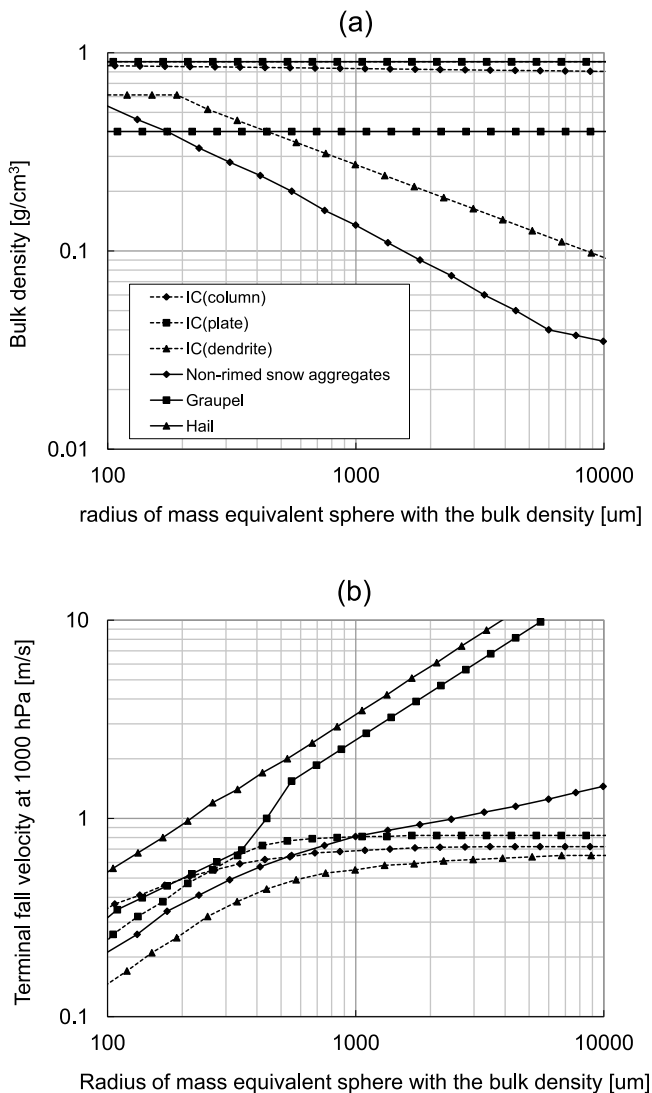 (a)
Bulk density [g/cm³]
1
0.1
0.01
IC(column)
IC(plate)
IC(dendrite)
Non-rimed snow aggregates
Graupel
Hail
100
1000
10000
radius of mass equivalent sphere with the bulk density [um]
(b)
Terminal fall velocity at 1000 hPa [m/s]
10
1
0.1
100
1000
10000
Radius of mass equivalent sphere with the bulk density [um]